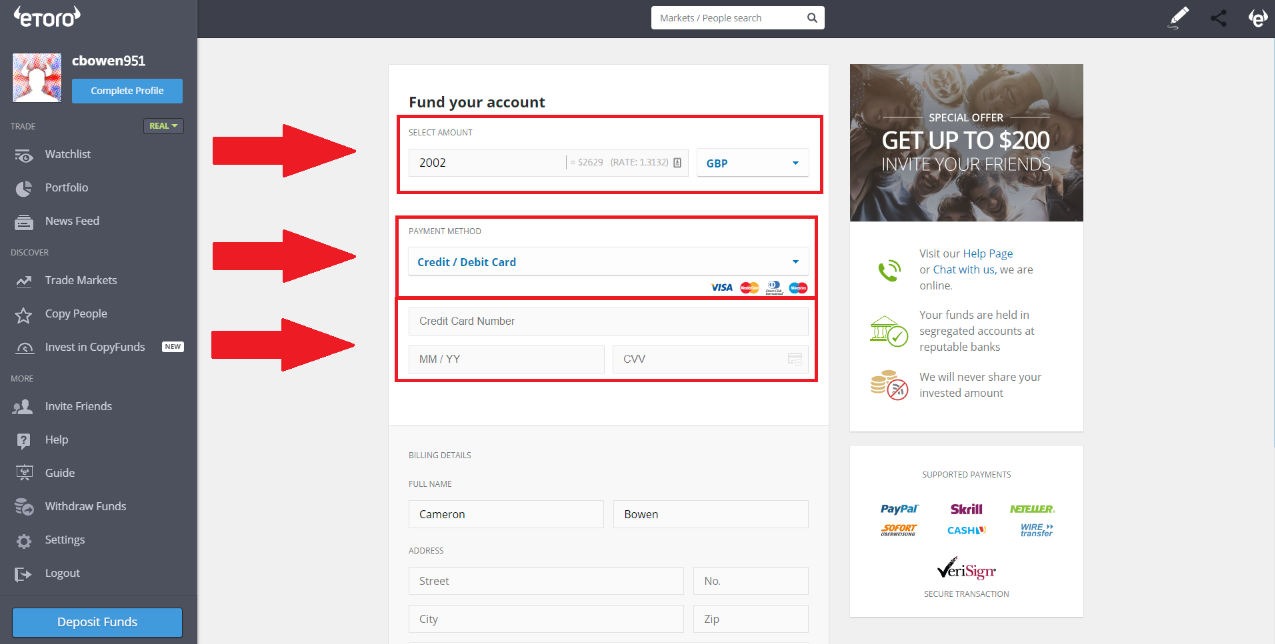 eToro
Markets / People search
cbowen951
Complete Profile
TRADE
REAL
Watchlist
Portfolio
News Feed
DISCOVER
Trade Markets
Copy People
Invest in CopyFunds
NEW
MORE
Invite Friends
Help
Guide
Withdraw Funds
Settings
Logout
Deposit Funds
Fund your account
SELECT AMOUNT
2002
= $2629 (RATE: 1.3132)
GBP
PAYMENT METHOD
Credit / Debit Card
VISA
Credit Card Number
MM / YY
CVV
BILLING DETAILS
FULL NAME
Cameron
Bowen
ADDRESS
Street
No.
City
Zip
SPECIAL OFFER
GET UP TO $200
INVITE YOUR FRIENDS
Visit our Help Page
or Chat with us, we are
online.
Your funds are held in
segregated accounts at
reputable banks
We will never share your
invested amount
SUPPORTED PAYMENTS
PayPal
Skrill
NETELLER
SOFORT
ÜBERWEISUNG
CASHU
WIRE
transfer
VeriSign
SECURE TRANSACTION